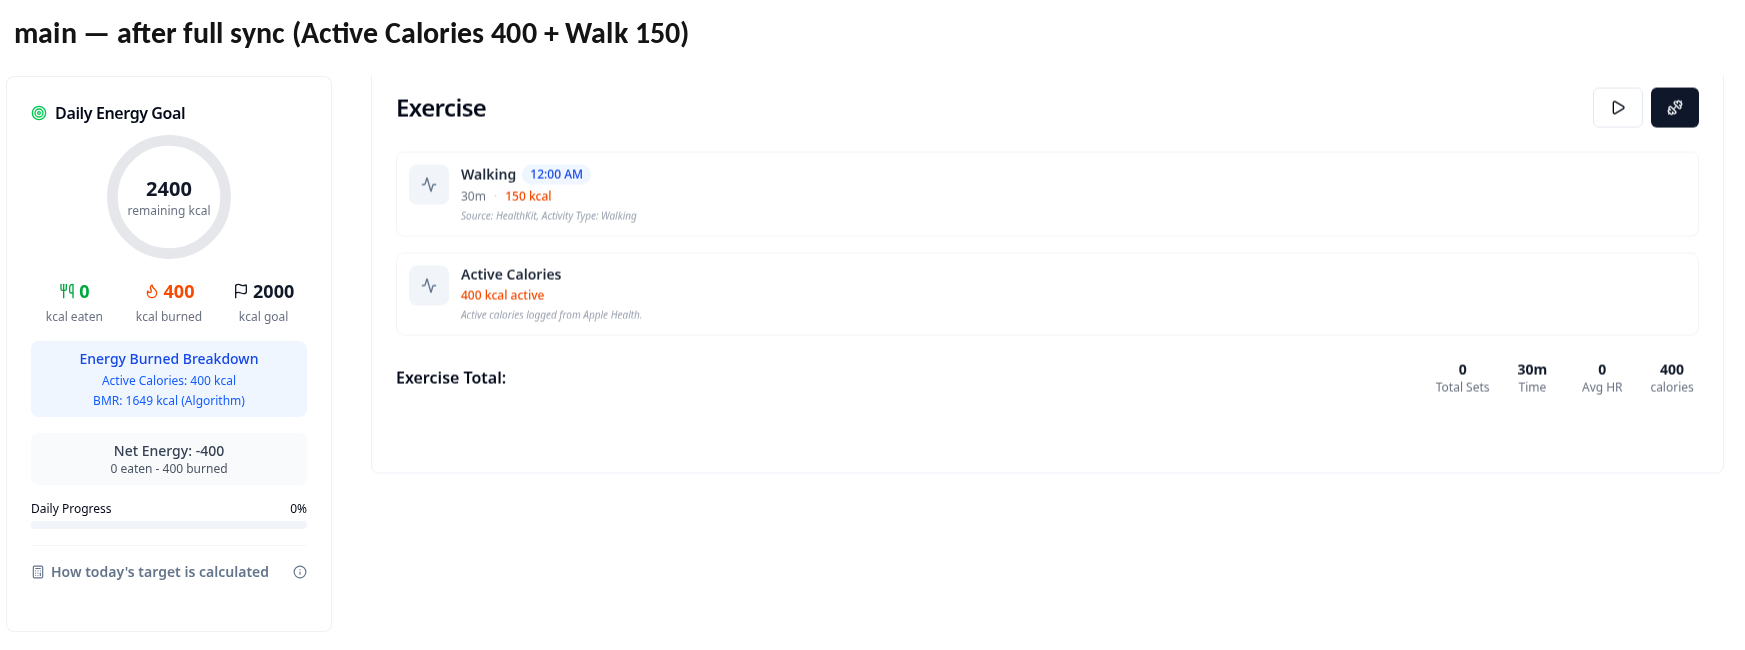 main — after full sync (Active Calories 400 + Walk 150)
Daily Energy Goal
2400
remaining kcal
0
kcal eaten
400
kcal burned
2000
kcal goal
Energy Burned Breakdown
Active Calories: 400 kcal
BMR: 1649 kcal (Algorithm)
Net Energy: -400
0 eaten - 400 burned
Daily Progress 0%
How today's target is calculated
Exercise
Walking 12:00 AM
30m · 150 kcal
Source: HealthKit, Activity Type: Walking
Active Calories
400 kcal active
Active calories logged from Apple Health.
Exercise Total:
0
Total Sets
30m
Time
0
Avg HR
400
calories